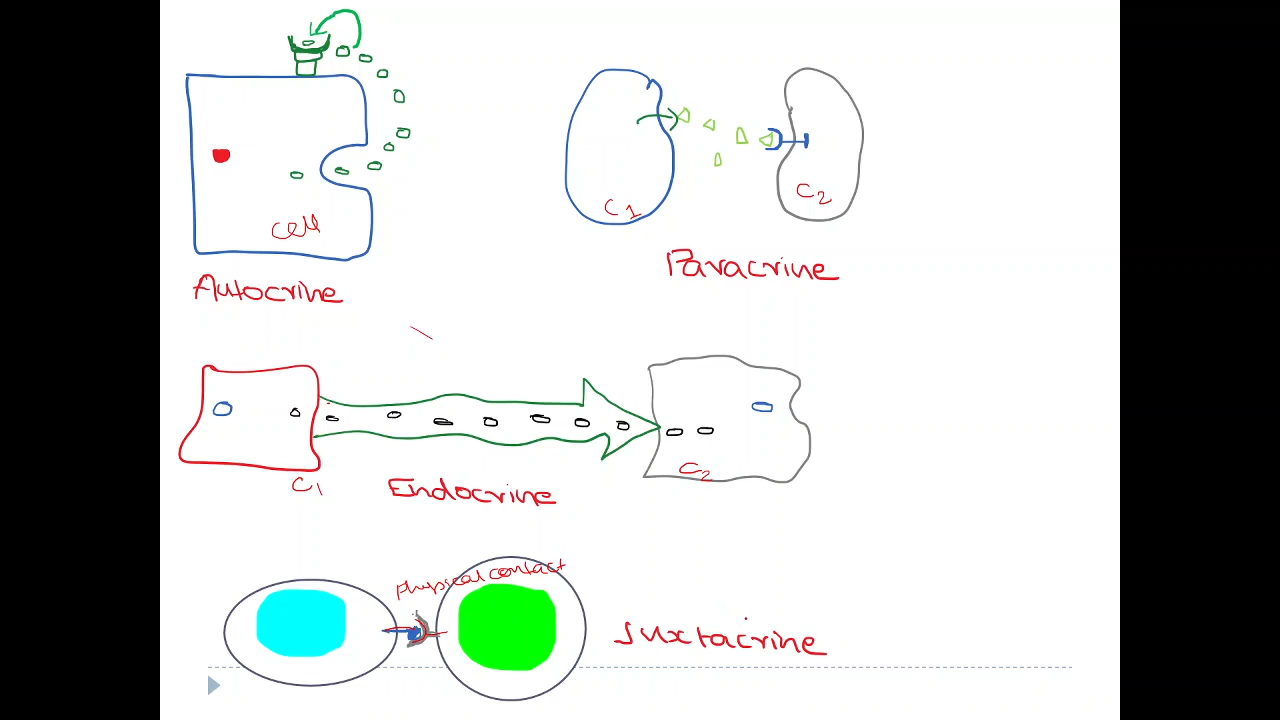 Cell
Autocrine
C1
C2
Paracrine
C1
C2
Endocrine
physical contact
Juxtacrine